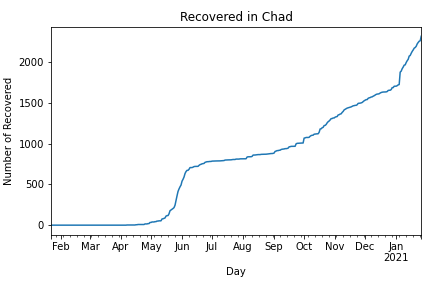 Recovered in Chad
Number of Recovered
2000
1500
1000
500
0
Feb Mar Apr May Jun Jul Aug Sep Oct Nov Dec Jan
2021
Day